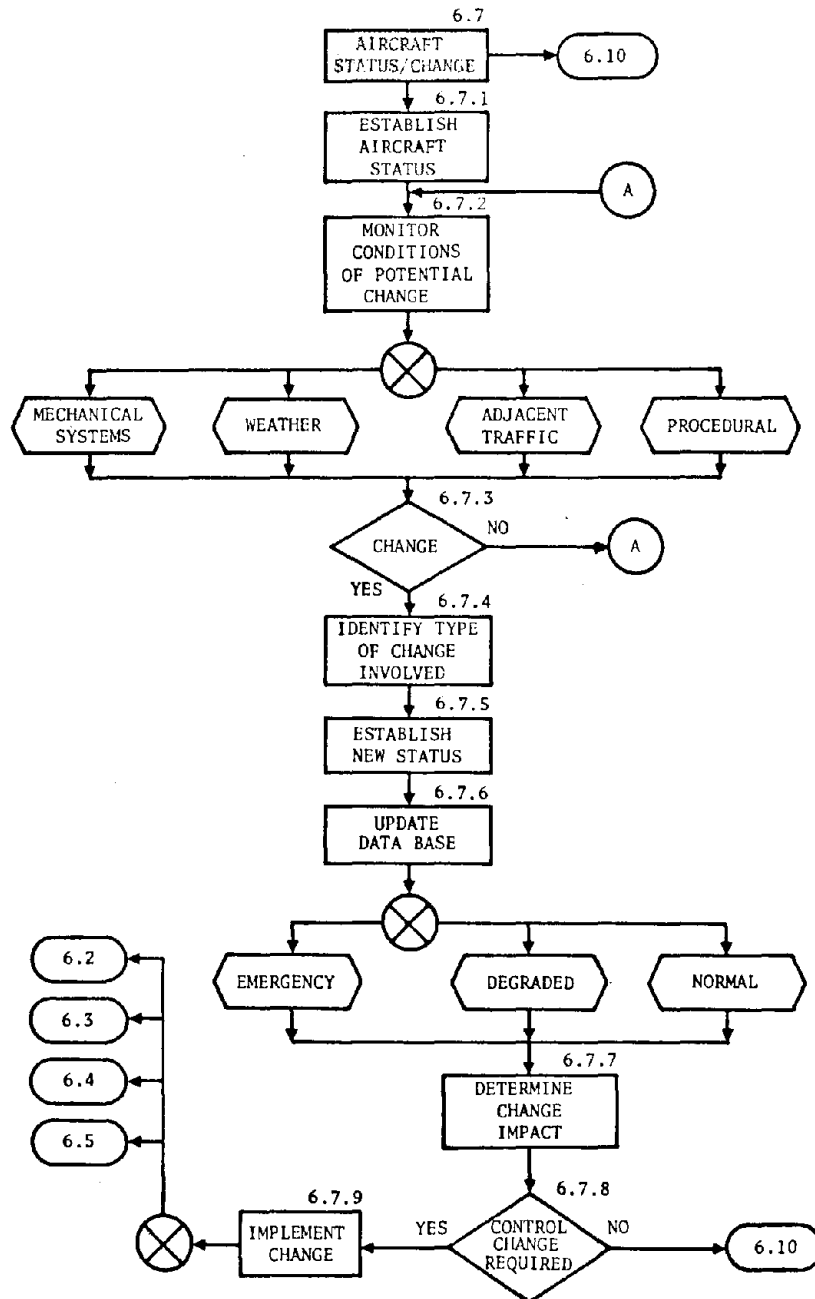 6.7
AIRCRAFT
STATUS/CHANGE
6.10
6.7.1
ESTABLISH
AIRCRAFT
STATUS
A
6.7.2
MONITOR
CONDITIONS
OF POTENTIAL
CHANGE
MECHANICAL
SYSTEMS
WEATHER
ADJACENT
TRAFFIC
PROCEDURAL
6.7.3
CHANGE
NO
A
YES
6.7.4
IDENTIFY TYPE
OF CHANGE
INVOLVED
6.7.5
ESTABLISH
NEW STATUS
6.7.6
UPDATE
DATA BASE
6.2
6.3
6.4
6.5
EMERGENCY
DEGRADED
NORMAL
6.7.7
DETERMINE
CHANGE
IMPACT
6.7.8
CONTROL
CHANGE
REQUIRED
YES
NO
6.10
6.7.9
IMPLEMENT
CHANGE